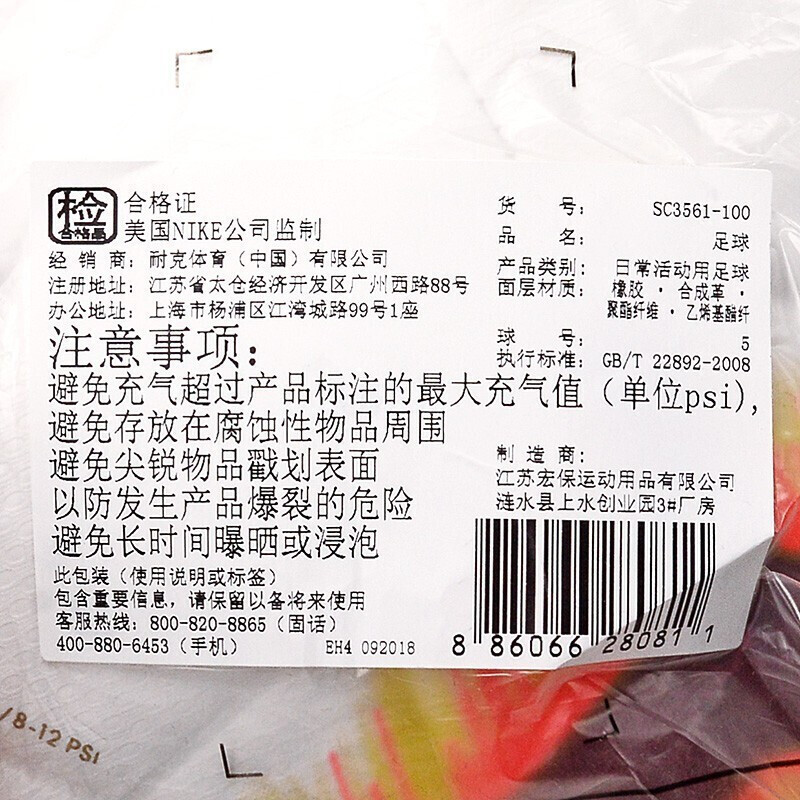 检
合格品
合格证
美国NIKE公司监制
经 销 商：耐克体育（中国）有限公司
注册地址：江苏省太仓经济开发区广州西路88号
办公地址：上海市杨浦区江湾城路99号1座
货 号： SC3561-100
品 名： 足球
产品类别： 日常活动用足球
面层材质： 橡胶·合成革·
聚酯纤维·乙烯基酯纤
球 号： 5
执行标准： GB/T 22892-2008
注意事项：
避免充气超过产品标注的最大充气值（单位psi),
避免存放在腐蚀性物品周围
避免尖锐物品戳划表面
以防发生产品爆裂的危险
避免长时间曝晒或浸泡
制 造 商：
江苏宏保运动用品有限公司
涟水县上水创业园3#厂房
此包装（使用说明或标签）
包含重要信息，请保留以备将来使用
客服热线：800-820-8865（固话）
400-880-6453（手机）
EH4 092018
8 86066 28081 1
/8-12 PSI